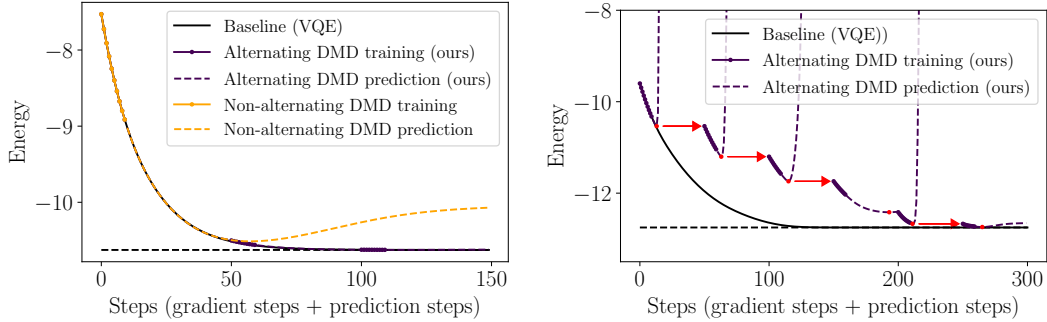 −8
−9
−10
Energy
0
50
100
150
Steps (gradient steps + prediction steps)
Baseline (VQE)
Alternating DMD training (ours)
Alternating DMD prediction (ours)
Non-alternating DMD training
Non-alternating DMD prediction
−8
−10
−12
Energy
0
100
200
300
Steps (gradient steps + prediction steps)
Baseline (VQE))
Alternating DMD training (ours)
Alternating DMD prediction (ours)